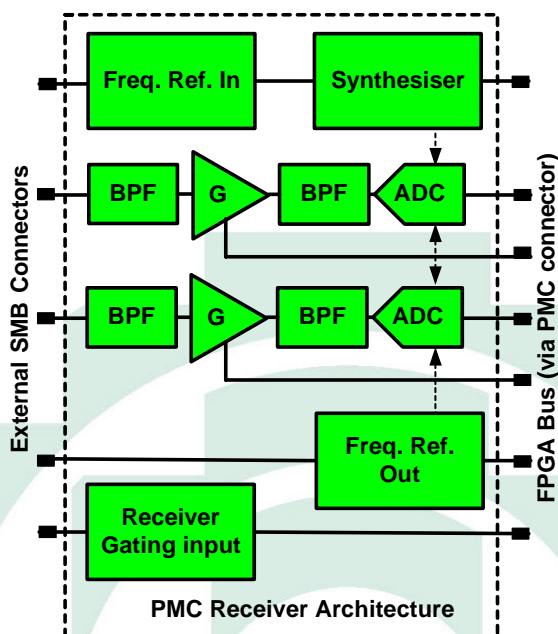 Freq. Ref. In
Synthesiser
BPF
G
BPF
ADC
BPF
G
BPF
ADC
Freq. Ref.
Out
Receiver
Gating input
PMC Receiver Architecture
External SMB Connectors
FPGA Bus (via PMC connector)